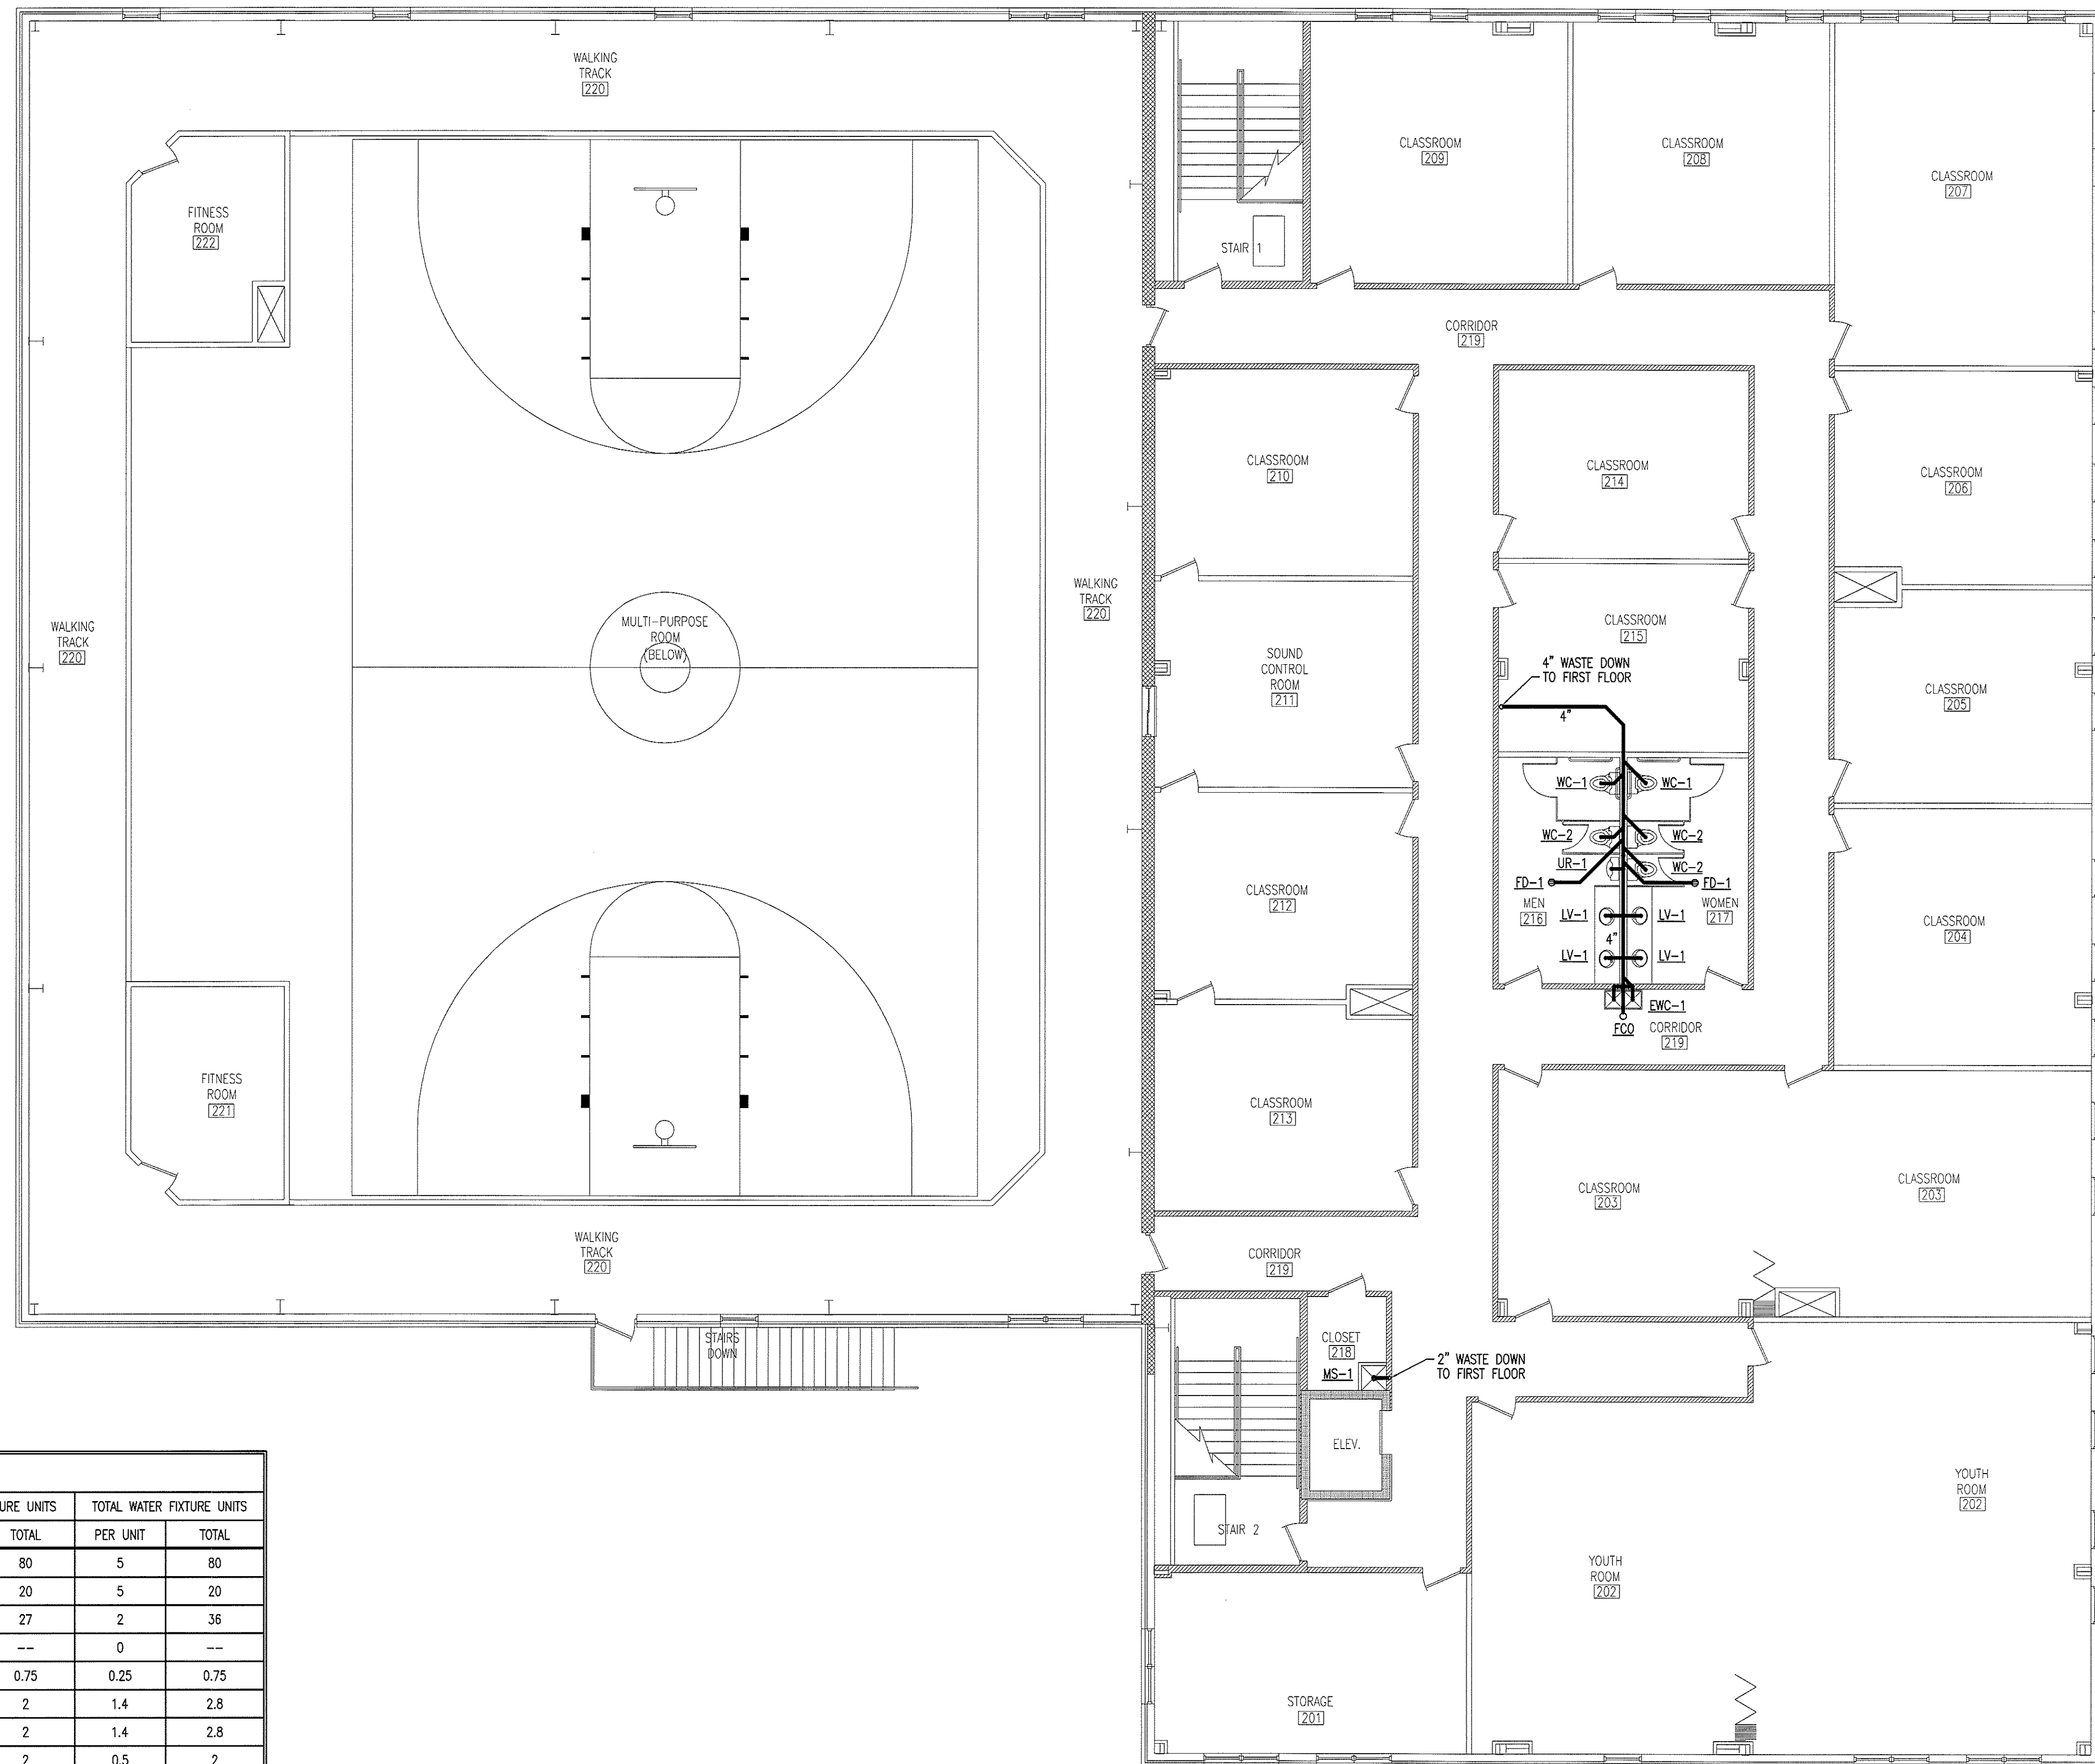 WALKING
TRACK
220
CLASSROOM
209
CLASSROOM
208
CLASSROOM
207
FITNESS
ROOM
222
STAIR 1
CORRIDOR
219
CLASSROOM
210
CLASSROOM
214
CLASSROOM
206
WALKING
TRACK
220
MULTI-PURPOSE
ROOM
(BELOW)
WALKING
TRACK
220
SOUND
CONTROL
ROOM
211
CLASSROOM
215
4" WASTE DOWN
TO FIRST FLOOR
4"
CLASSROOM
205
WC-1
WC-1
WC-2
WC-2
UR-1
WC-2
FD-1
FD-1
MEN
216
WOMEN
217
LV-1
LV-1
4"
LV-1
LV-1
EWC-1
FCO
CORRIDOR
219
CLASSROOM
212
CLASSROOM
204
FITNESS
ROOM
221
CLASSROOM
213
CLASSROOM
203
CLASSROOM
203
WALKING
TRACK
220
CORRIDOR
219
STAIRS
DOWN
CLOSET
218
MS-1
2" WASTE DOWN
TO FIRST FLOOR
ELEV.
STAIR 2
YOUTH
ROOM
202
YOUTH
ROOM
202
STORAGE
201
URE UNITS TOTAL WATER FIXTURE UNITS
TOTAL PER UNIT TOTAL
80 5 80
20 5 20
27 2 36
-- 0 --
0.75 0.25 0.75
2 1.4 2.8
2 1.4 2.8
2 0.5 2